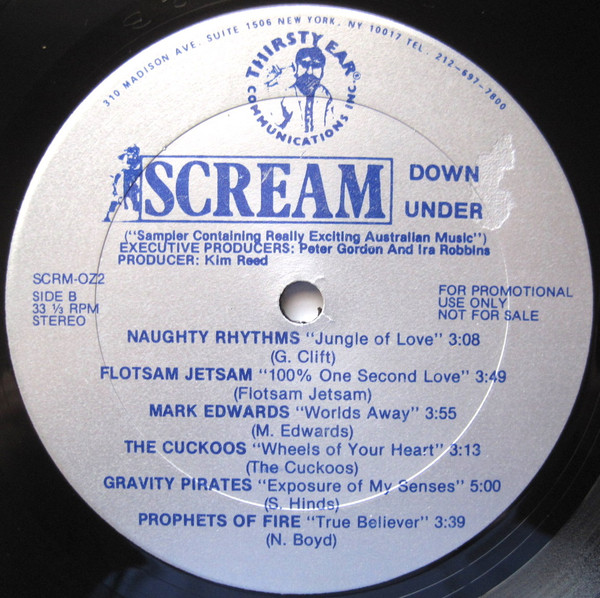 310 MADISON AVE. SUITE 1506 NEW YORK, NY 10017 TEL. 212-697-7800
THIRSTY EAR®
COMMUNICATIONS INC.
SCREAM DOWN
UNDER
("Sampler Containing Really Exciting Australian Music")
EXECUTIVE PRODUCERS: Peter Gordon And Ira Robbins
PRODUCER: Kim Reed
SCRM-OZ2
SIDE B
33 ⅓ RPM
STEREO
FOR PROMOTIONAL
USE ONLY
NOT FOR SALE
NAUGHTY RHYTHMS "Jungle of Love" 3:08
(G. Clift)
FLOTSAM JETSAM "100% One Second Love" 3:49
(Flotsam Jetsam)
MARK EDWARDS "Worlds Away" 3:55
(M. Edwards)
THE CUCKOOS "Wheels of Your Heart" 3:13
(The Cuckoos)
GRAVITY PIRATES "Exposure of My Senses" 5:00
(S. Hinds)
PROPHETS OF FIRE "True Believer" 3:39
(N. Boyd)